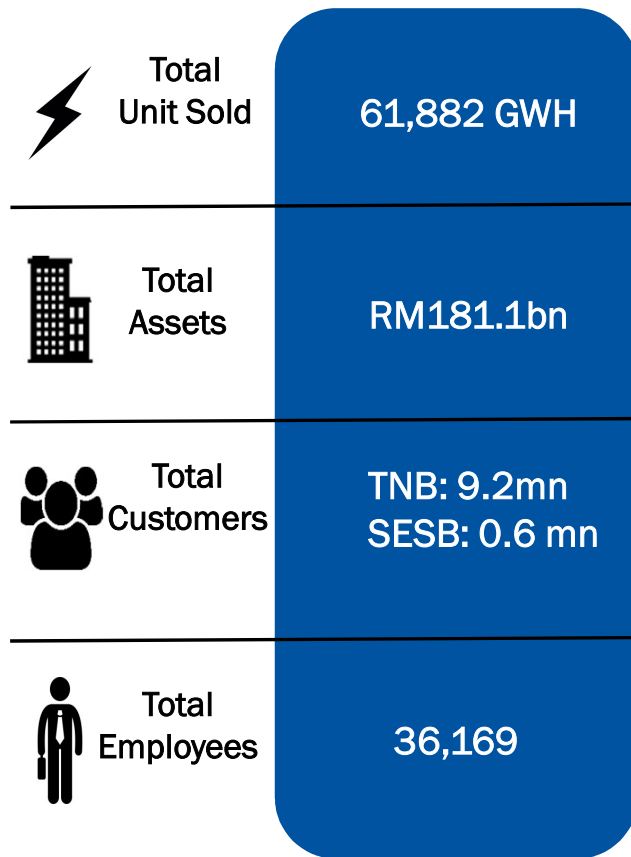 Total
Unit Sold
61,882 GWH
Total
Assets
RM181.1bn
Total
Customers
TNB: 9.2mn
SESB: 0.6 mn
Total
Employees
36,169